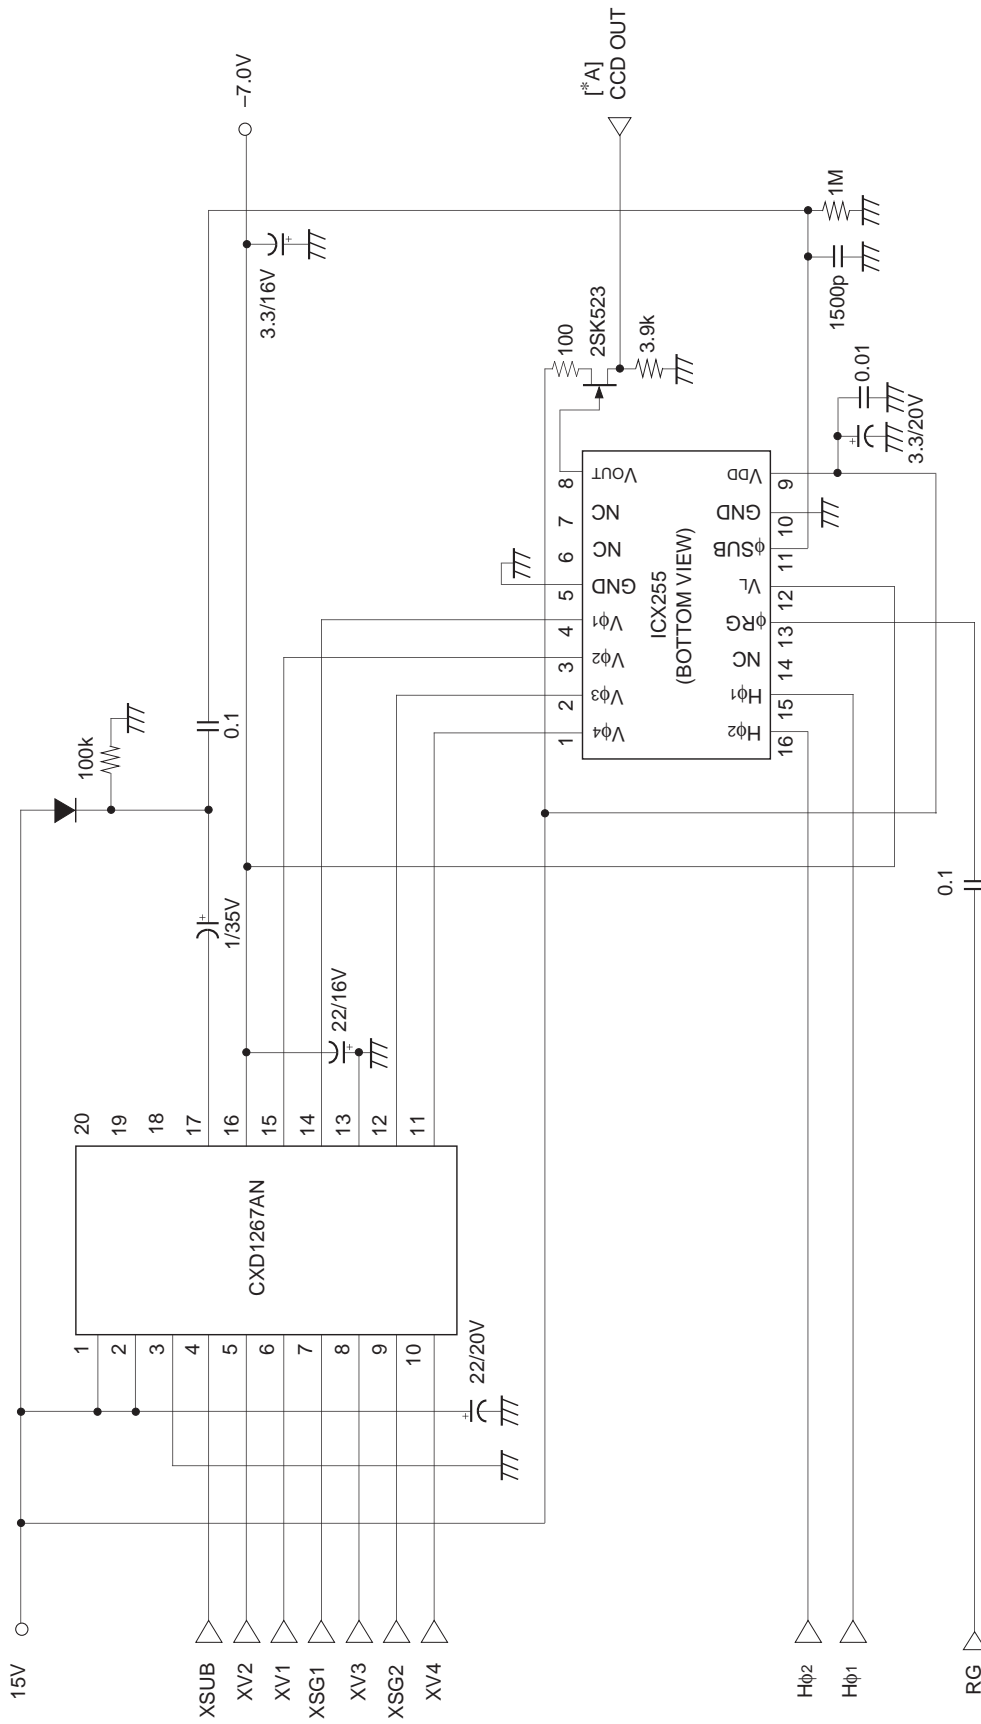 15V
XSUB
XV2
XV1
XSG1
XV3
XSG2
XV4
22/20V
1
2
3
4
5
6
7
8
9
10
CXD1267AN
20
19
18
17
16
15
14
13
12
11
22/16V
1/35V
100k
0.1
3.3/16V
–7.0V
[*A]
CCD OUT
100
2SK523
3.9k
1
2
3
4
5
6
7
8
Vϕ4
Vϕ3
Vϕ2
Vϕ1
GND
NC
NC
VOUT
ICX255
(BOTTOM VIEW)
Hϕ2
Hϕ1
NC
ϕRG
VL
ϕSUB
GND
VDD
16
15
14
13
12
11
10
9
1M
1500p
0.01
3.3/20V
0.1
Hϕ2
Hϕ1
RG